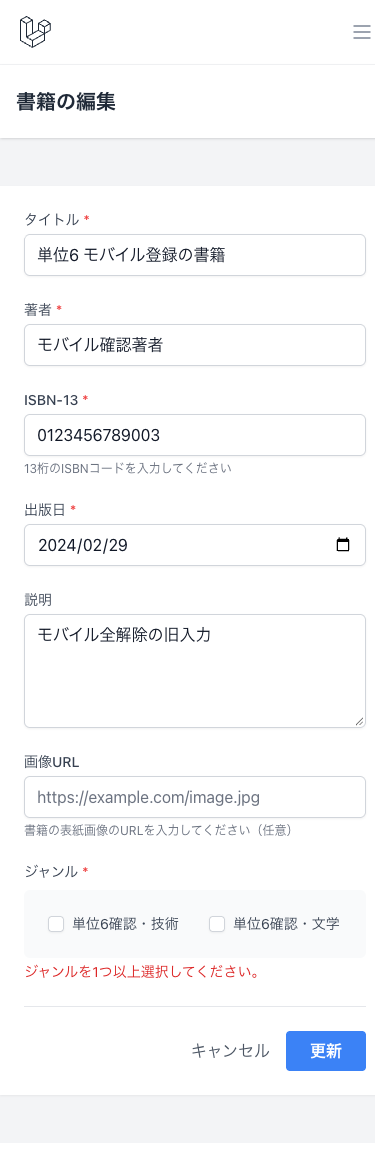 書籍の編集
タイトル *
単位6 モバイル登録の書籍
著者 *
モバイル確認著者
ISBN-13 *
0123456789003
13桁のISBNコードを入力してください
出版日 *
2024/02/29
説明
モバイル全解除の旧入力
画像URL
https://example.com/image.jpg
書籍の表紙画像のURLを入力してください（任意）
ジャンル *
単位6確認・技術 単位6確認・文学
ジャンルを1つ以上選択してください。
キャンセル 更新